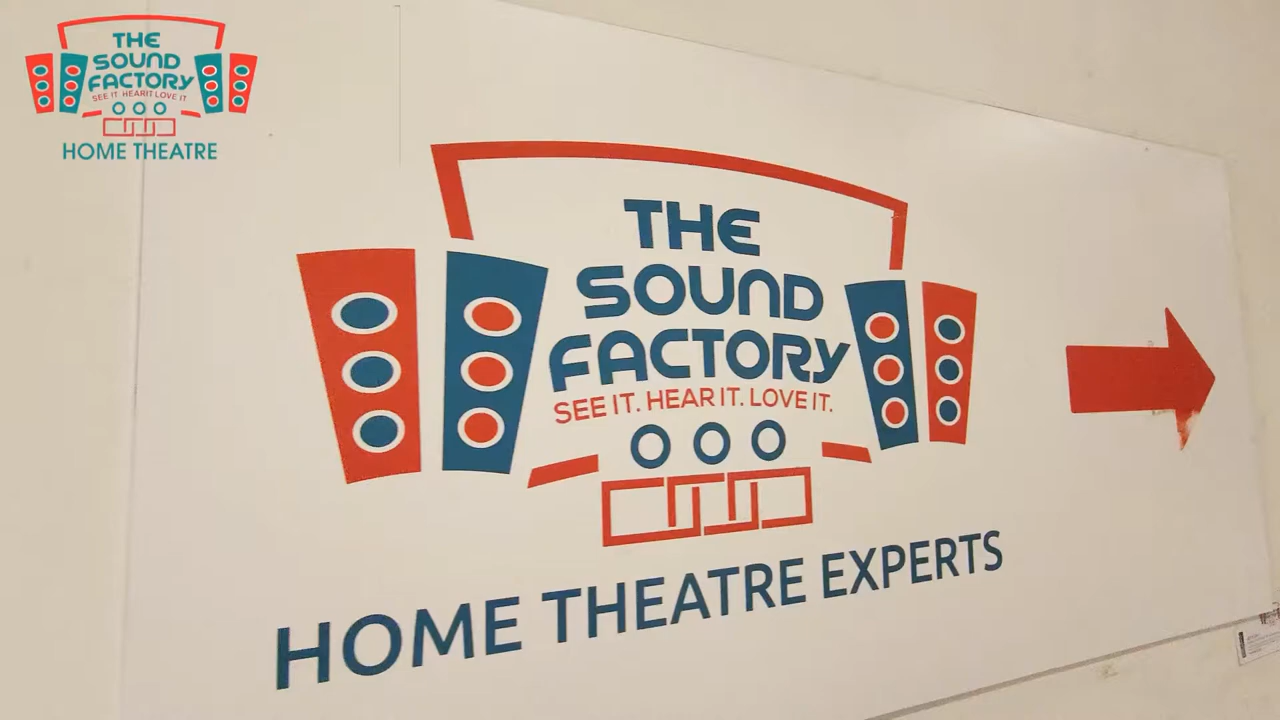 THE
SOUND
FACTORY
SEE IT. HEAR IT. LOVE IT.
HOME THEATRE
THE
SOUND
FACTORY
SEE IT. HEAR IT. LOVE IT.
HOME THEATRE EXPERTS